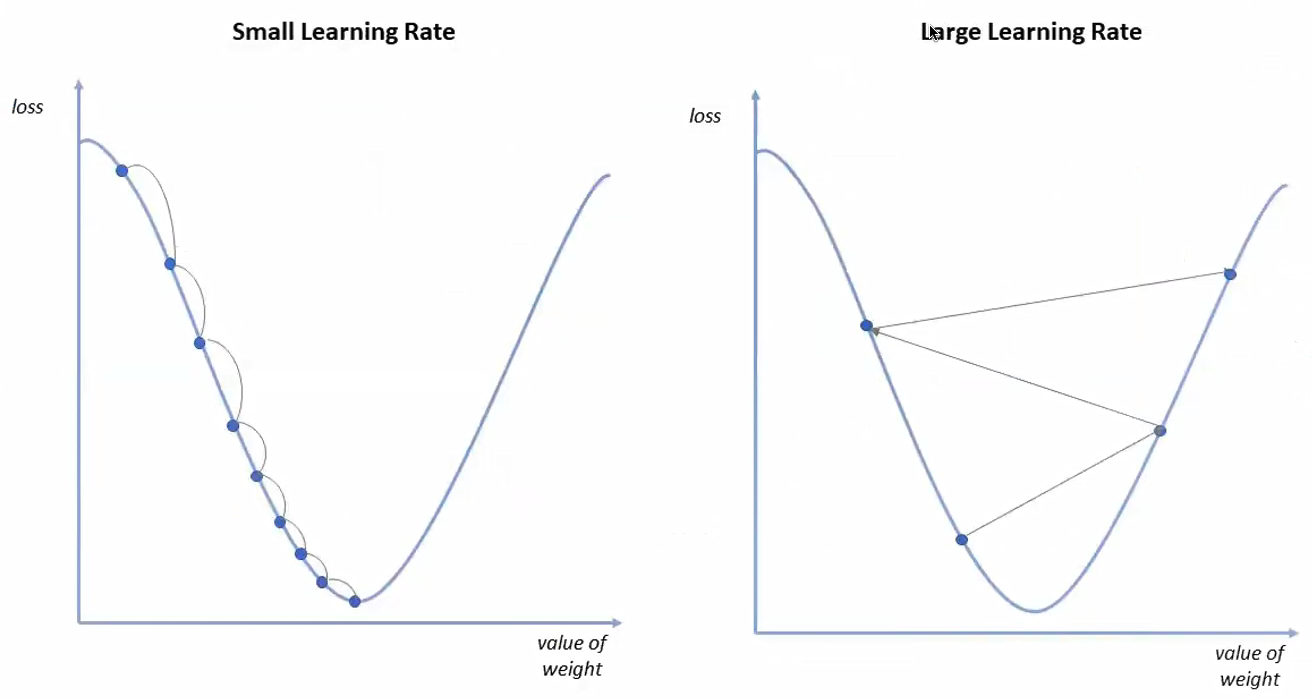 Small Learning Rate
loss
value of
weight
Large Learning Rate
loss
value of
weight